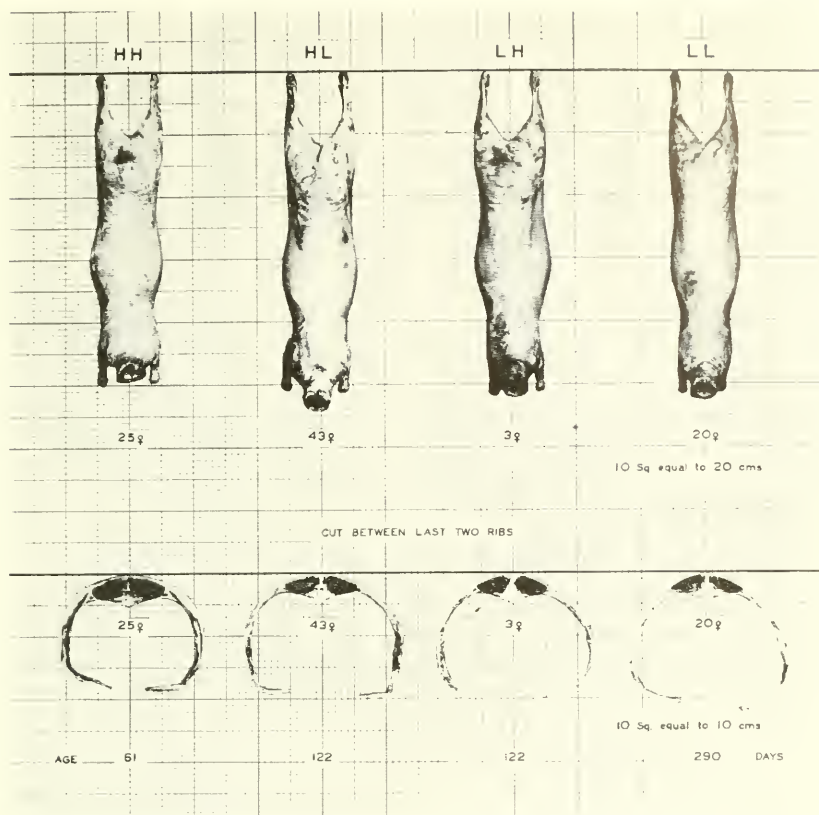 HH HL LH LL
25♀ 43♀ 3♀ 20♀
10 Sq equal to 20 cms
CUT BETWEEN LAST TWO RIBS
25♀ 43♀ 3♀ 20♀
10 Sq. equal to 10 cms
AGE 61 122 122 290 DAYS